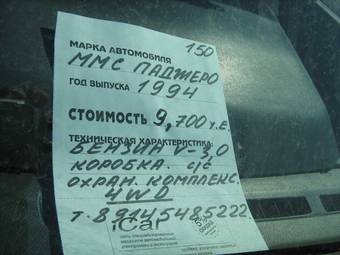 150
МАРКА АВТОМОБИЛЯ
ММС ПАДЖЕРО
ГОД ВЫПУСКА 1994
СТОИМОСТЬ 9,700 У.Е.
ТЕХНИЧЕСКАЯ ХАРАКТЕРИСТИКА:
БЕНЗИН V-3,0
КОРОБКА. С/С
ОХРАН. КОМПЛЕКС.
4WD
Т. 89145485222
iCar